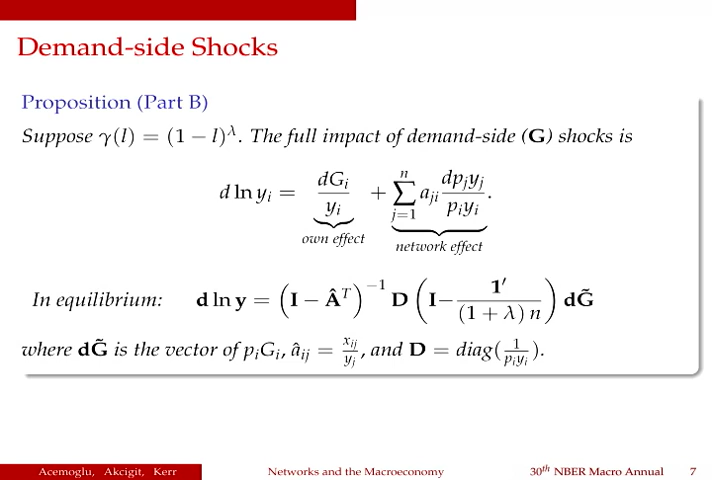 Demand-side Shocks
Proposition (Part B)
Suppose γ(l) = (1 − l)^λ. The full impact of demand-side (G) shocks is
d ln y_i = dG_i / y_i + ∑_{j=1}^{n} a_{ji} dp_j y_j / p_i y_i .
own effect
network effect
In equilibrium: d ln y = (I − Â^T)^{−1} D (I − 1′ / (1 + λ) n) dG̃
where dG̃ is the vector of p_i G_i, â_{ij} = x_{ij} / y_j, and D = diag(1 / p_i y_i).
Acemoglu, Akcigit, Kerr
Networks and the Macroeconomy
30^th NBER Macro Annual
7